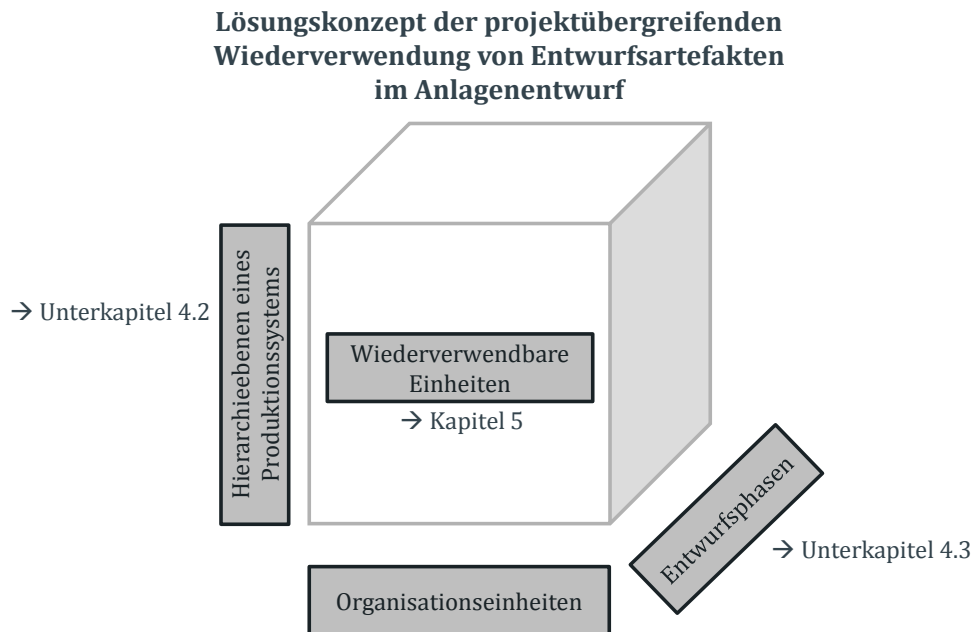 Lösungskonzept der projektübergreifenden
Wiederverwendung von Entwurfsartefakten
im Anlagenentwurf
Hierarchieebenen eines
Produktionssystems
→ Unterkapitel 4.2
Wiederverwendbare
Einheiten
→ Kapitel 5
Entwurfsphasen
→ Unterkapitel 4.3
Organisationseinheiten